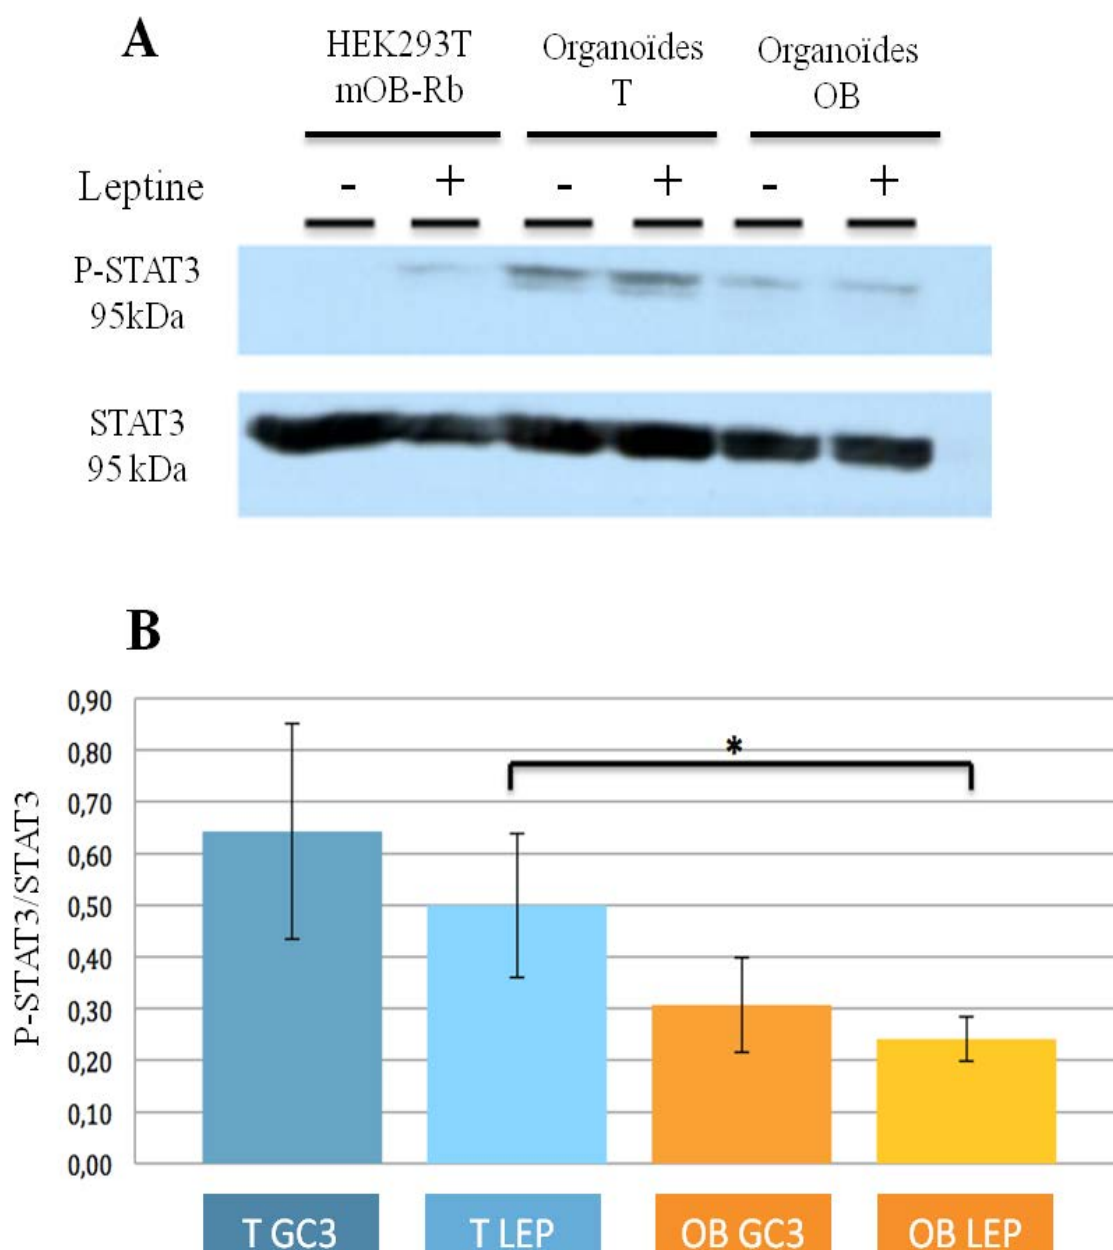 A
HEK293T
mOB-Rb
Organoïdes
T
Organoïdes
OB
Leptine - + - + - +
P-STAT3
95kDa
STAT3
95 kDa
B
P-STAT3/STAT3
0,90
0,80
0,70
0,60
0,50
0,40
0,30
0,20
0,10
0,00
*
T GC3
T LEP
OB GC3
OB LEP